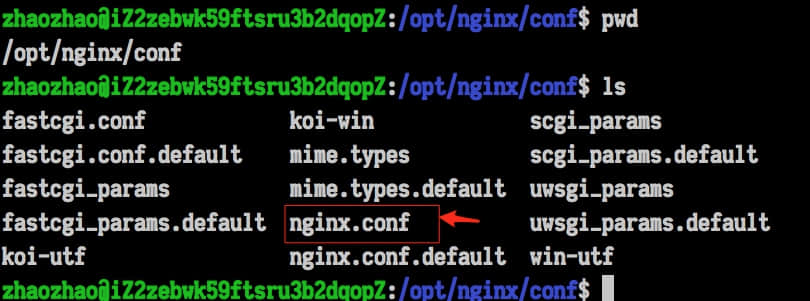 zhaozhao@iZ2zebwk59ftsru3b2dqopZ:/opt/nginx/conf$ pwd
/opt/nginx/conf
zhaozhao@iZ2zebwk59ftsru3b2dqopZ:/opt/nginx/conf$ ls
fastcgi.conf koi-win scgi_params
fastcgi.conf.default mime.types scgi_params.default
fastcgi_params mime.types.default uwsgi_params
fastcgi_params.default nginx.conf uwsgi_params.default
koi-utf nginx.conf.default win-utf
zhaozhao@iZ2zebwk59ftsru3b2dqopZ:/opt/nginx/conf$